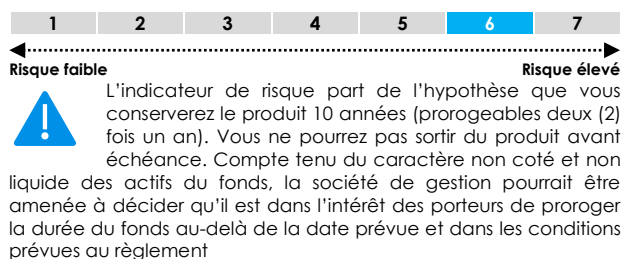 1 2 3 4 5 6 7
Risque faible Risque élevé
L'indicateur de risque part de l'hypothèse que vous
conserverez le produit 10 années (prorogeables deux (2)
fois un an). Vous ne pourrez pas sortir du produit avant
échéance. Compte tenu du caractère non coté et non
liquide des actifs du fonds, la société de gestion pourrait être
amenée à décider qu'il est dans l'intérêt des porteurs de proroger
la durée du fonds au-delà de la date prévue et dans les conditions
prévues au règlement